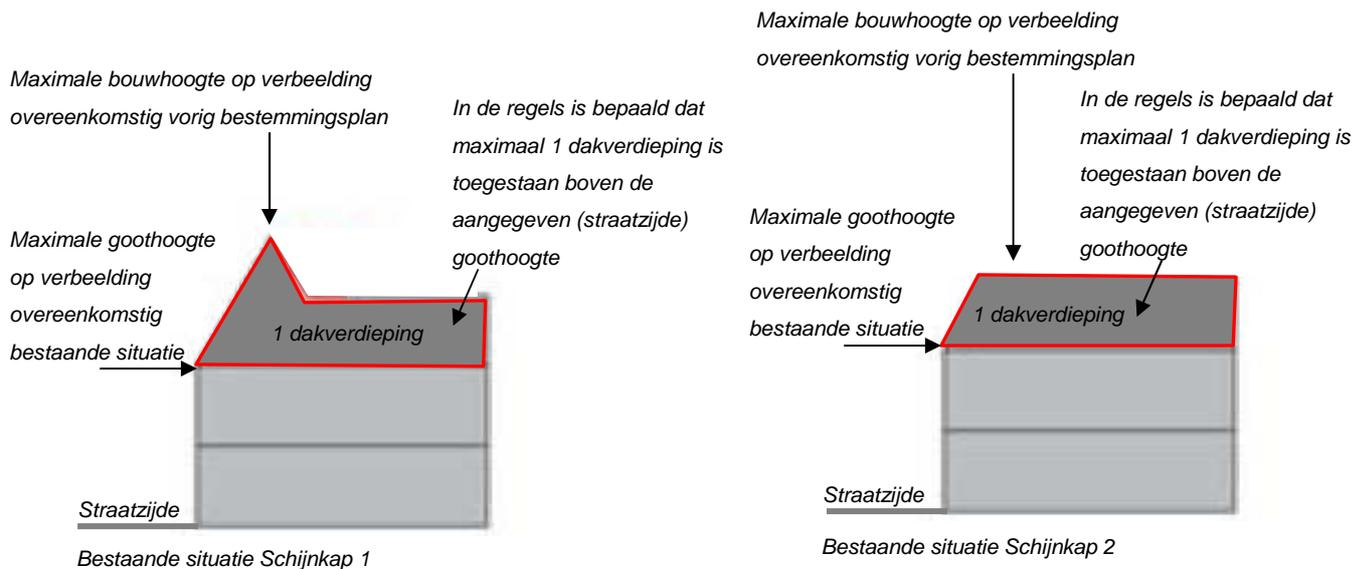 Maximale bouwhoogte op verbeelding
overeenkomstig vorig bestemmingsplan
In de regels is bepaald dat
maximaal 1 dakverdieping is
toegestaan boven de
aangegeven (straatzijde)
goothoogte
Maximale goothoogte
op verbeelding
overeenkomstig
bestaande situatie
1 dakverdieping
Straatzijde
Bestaande situatie Schijnkap 1
Maximale bouwhoogte op verbeelding
overeenkomstig vorig bestemmingsplan
In de regels is bepaald dat
maximaal 1 dakverdieping is
toegestaan boven de
aangegeven (straatzijde)
goothoogte
Maximale goothoogte
op verbeelding
overeenkomstig
bestaande situatie
1 dakverdieping
Straatzijde
Bestaande situatie Schijnkap 2